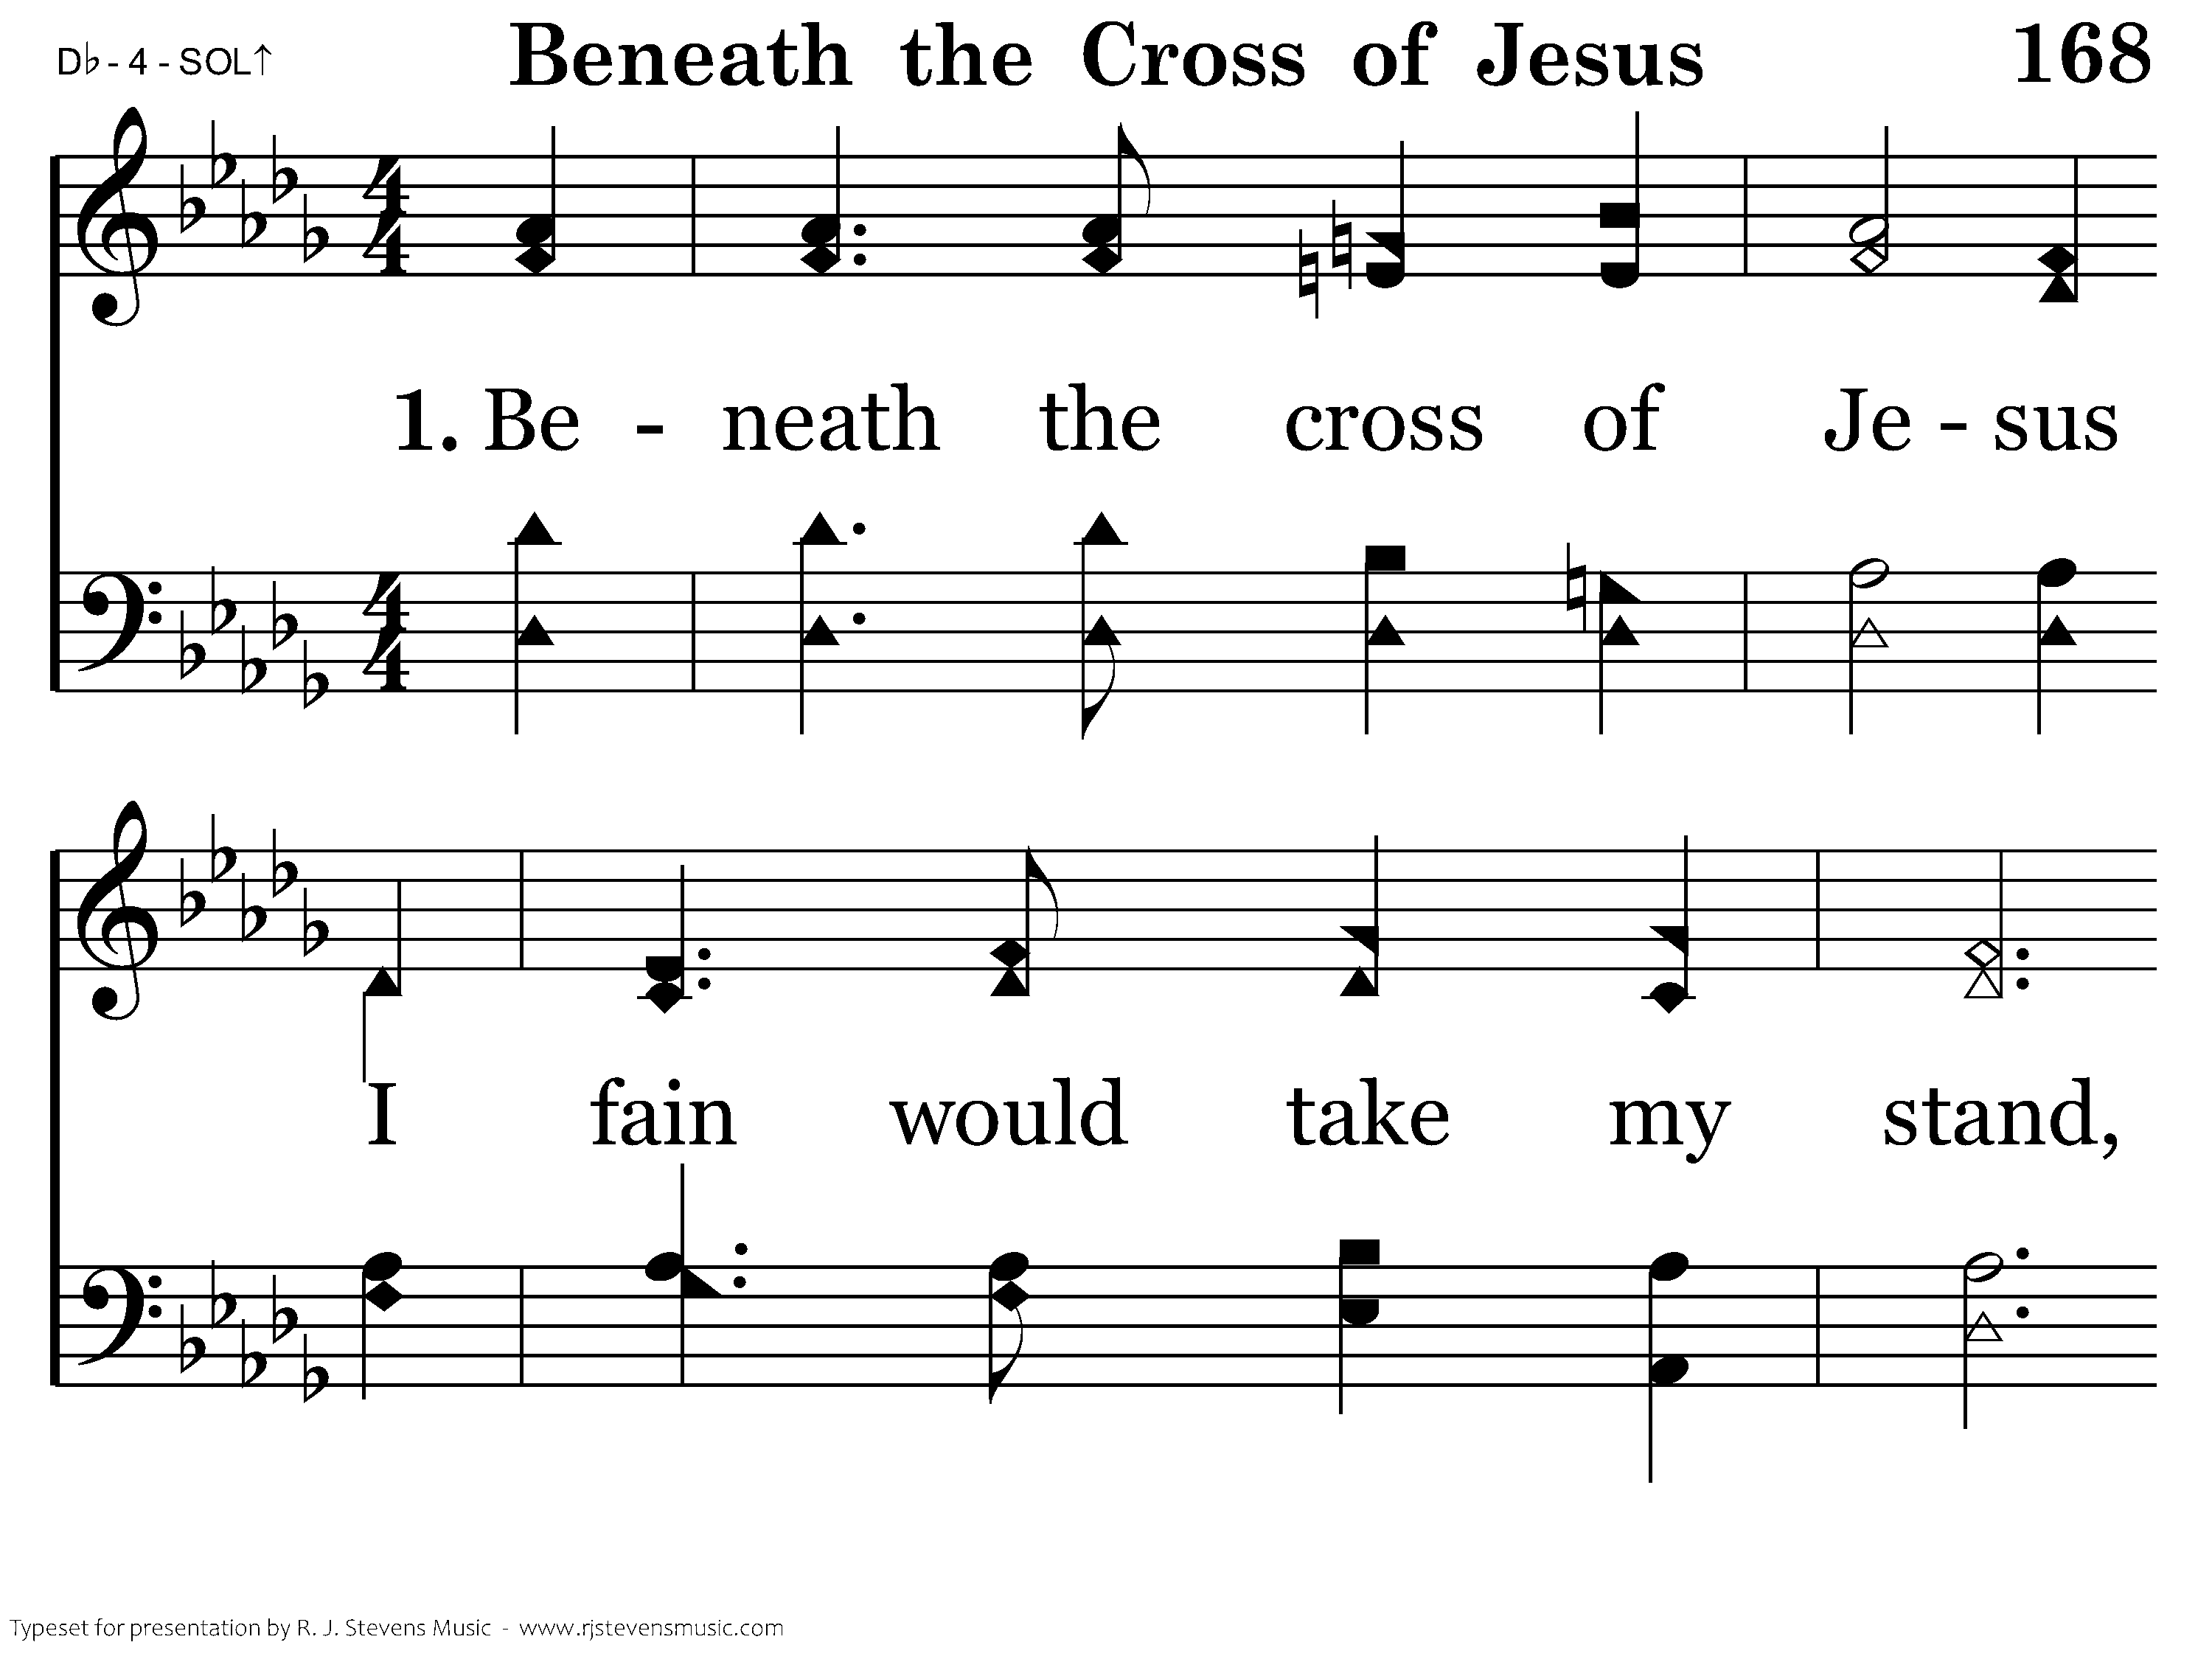 D♭ - 4 - SOL↑ Beneath the Cross of Jesus 168
1. Be - neath the cross of Je - sus
I fain would take my stand,
Typeset for presentation by R. J. Stevens Music - www.rjstevensmusic.com